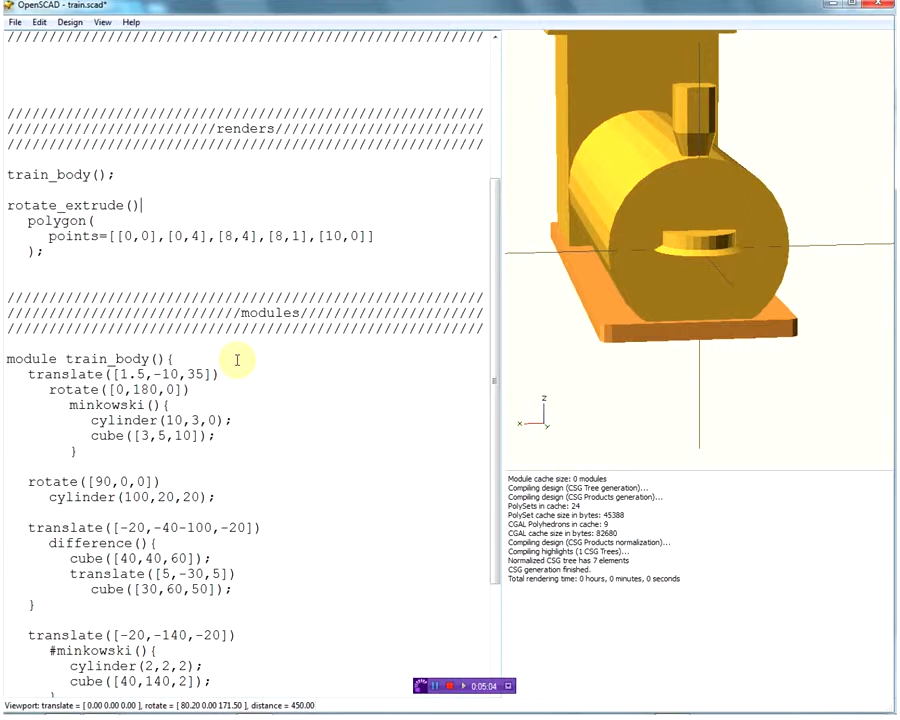 OpenSCAD - train.scad*
File Edit Design View Help
//////////////////////////////////////////////////////////
//////////////////////////////////////////////////////////
/////////////////////////renders//////////////////////////
//////////////////////////////////////////////////////////
train_body();
rotate_extrude()
polygon(
points=[[0,0],[0,4],[8,4],[8,1],[10,0]]
);
//////////////////////////////////////////////////////////
////////////////////////////modules///////////////////////
//////////////////////////////////////////////////////////
module train_body(){
translate([1.5,-10,35])
rotate([0,180,0])
minkowski(){
cylinder(10,3,0);
cube([3,5,10]);
}
rotate([90,0,0])
cylinder(100,20,20);
translate([-20,-40-100,-20])
difference(){
cube([40,40,60]);
translate([5,-30,5])
cube([30,60,50]);
}
translate([-20,-140,-20])
#minkowski(){
cylinder(2,2,2);
cube([40,140,2]);
}
z
x
y
Module cache size: 0 modules
Compiling design (CSG Tree generation)...
Compiling design (CSG Products generation)...
PolySets in cache: 24
PolySet cache size in bytes: 45388
CGAL Polyhedrons in cache: 9
CGAL cache size in bytes: 82680
Compiling design (CSG Products normalization)...
Compiling highlights (1 CSG Trees)...
Normalized CSG tree has 7 elements
CSG generation finished.
Total rendering time: 0 hours, 0 minutes, 0 seconds
0:05:04
Viewport: translate = [ 0.00 0.00 0.00 ], rotate = [ 80.20 0.00 171.50 ], distance = 450.00